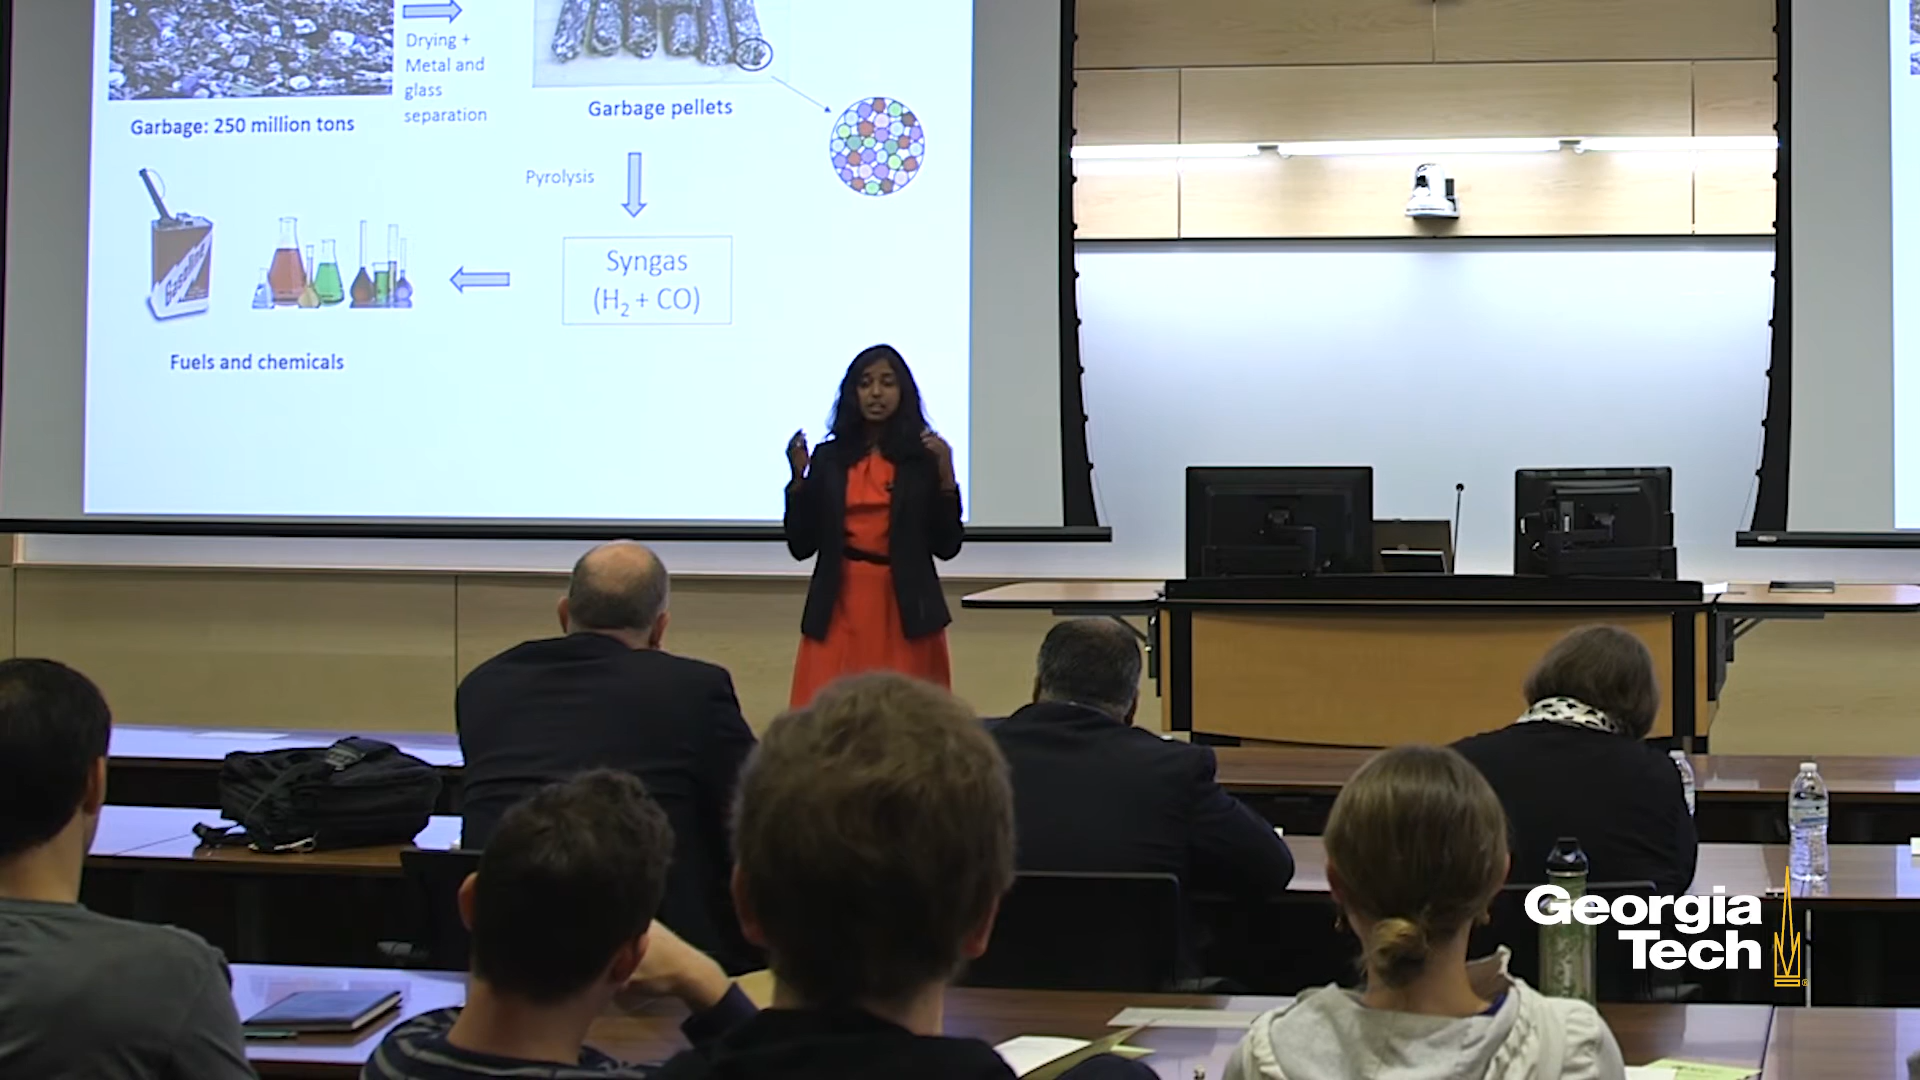 Drying +
Metal and
glass
separation
Garbage: 250 million tons
Garbage pellets
Pyrolysis
Syngas
(H₂ + CO)
Gasoline
Fuels and chemicals
Georgia
Tech